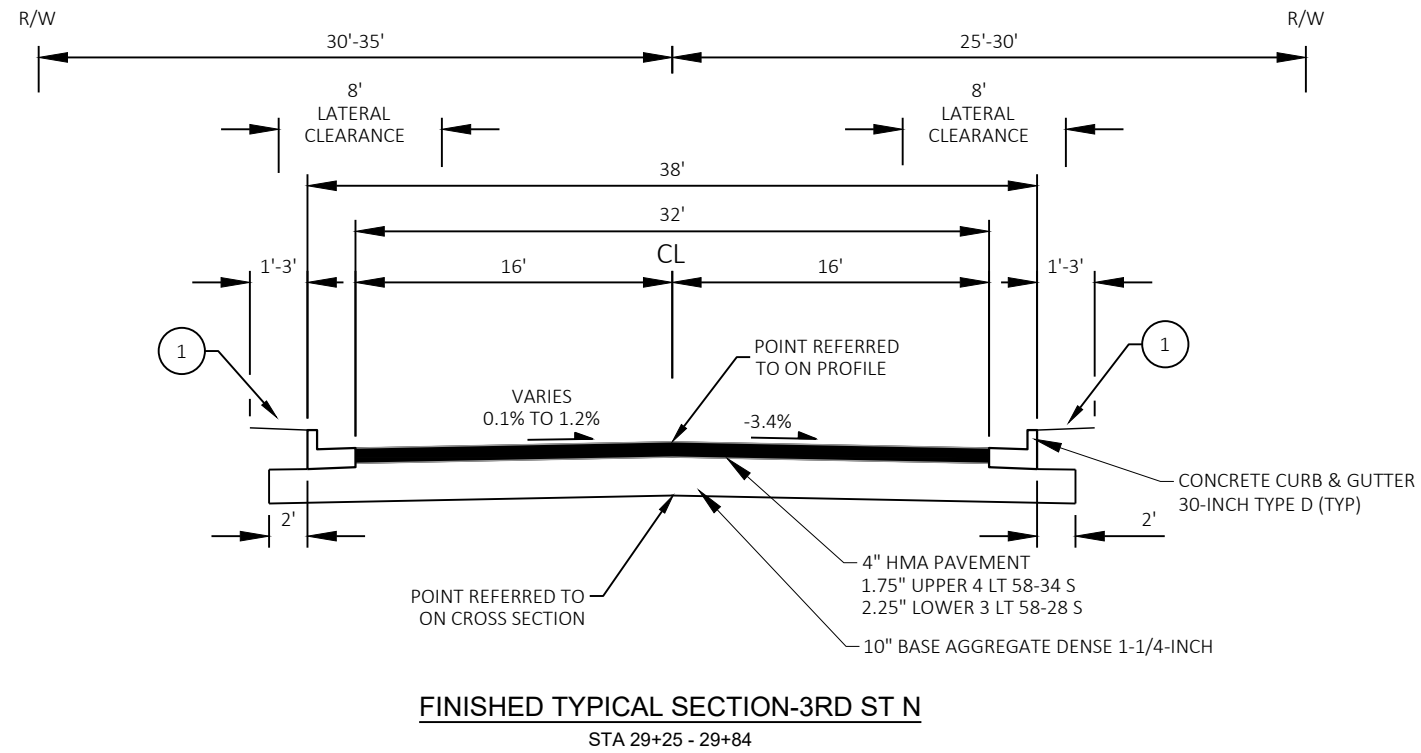 R/W
R/W
30'-35'
25'-30'
8'
LATERAL
CLEARANCE
8'
LATERAL
CLEARANCE
38'
32'
CL
1'-3'
16'
16'
1'-3'
1
1
POINT REFERRED
TO ON PROFILE
VARIES
0.1% TO 1.2%
-3.4%
CONCRETE CURB & GUTTER
30-INCH TYPE D (TYP)
2'
2'
4" HMA PAVEMENT
1.75" UPPER 4 LT 58-34 S
2.25" LOWER 3 LT 58-28 S
POINT REFERRED TO
ON CROSS SECTION
10" BASE AGGREGATE DENSE 1-1/4-INCH
FINISHED TYPICAL SECTION-3RD ST N
STA 29+25 - 29+84